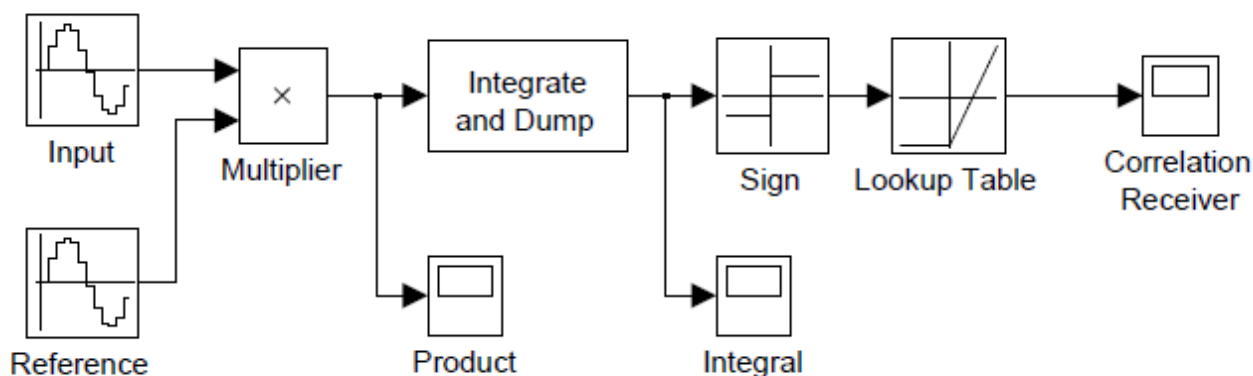 Input
×
Multiplier
Integrate
and Dump
Sign
Lookup Table
Correlation
Receiver
Reference
Product
Integral